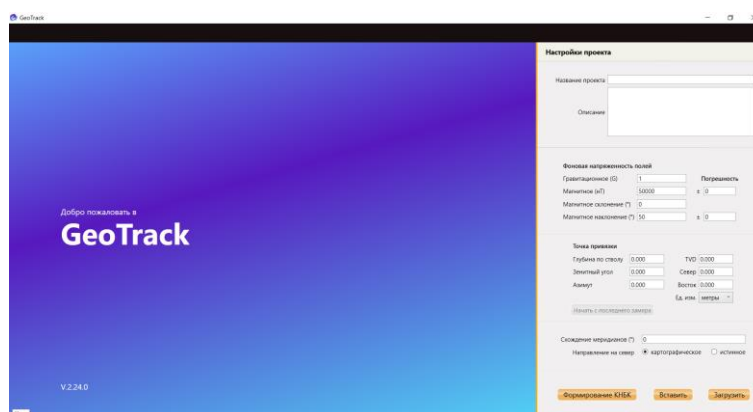 GeoTrack
Настройки проекта
Название проекта
Описание
Фоновая напряженность полей
Гравитационное (G) 1 Погрешность
Магнитное (нТ) 50000 ± 0
Магнитное склонение (°) 0
Магнитное наклонение (°) 50 ± 0
Добро пожаловать в
GeoTrack
Точка привязки
Глубина по стволу 0.000 TVD 0.000
Зенитный угол 0.000 Север 0.000
Азимут 0.000 Восток 0.000
Ед. изм. метры
Начать с последнего замера
Схождение меридианов (°) 0
Направление на север картографическое истинное
V.2.24.0
Формирование КНБК Вставить Загрузить